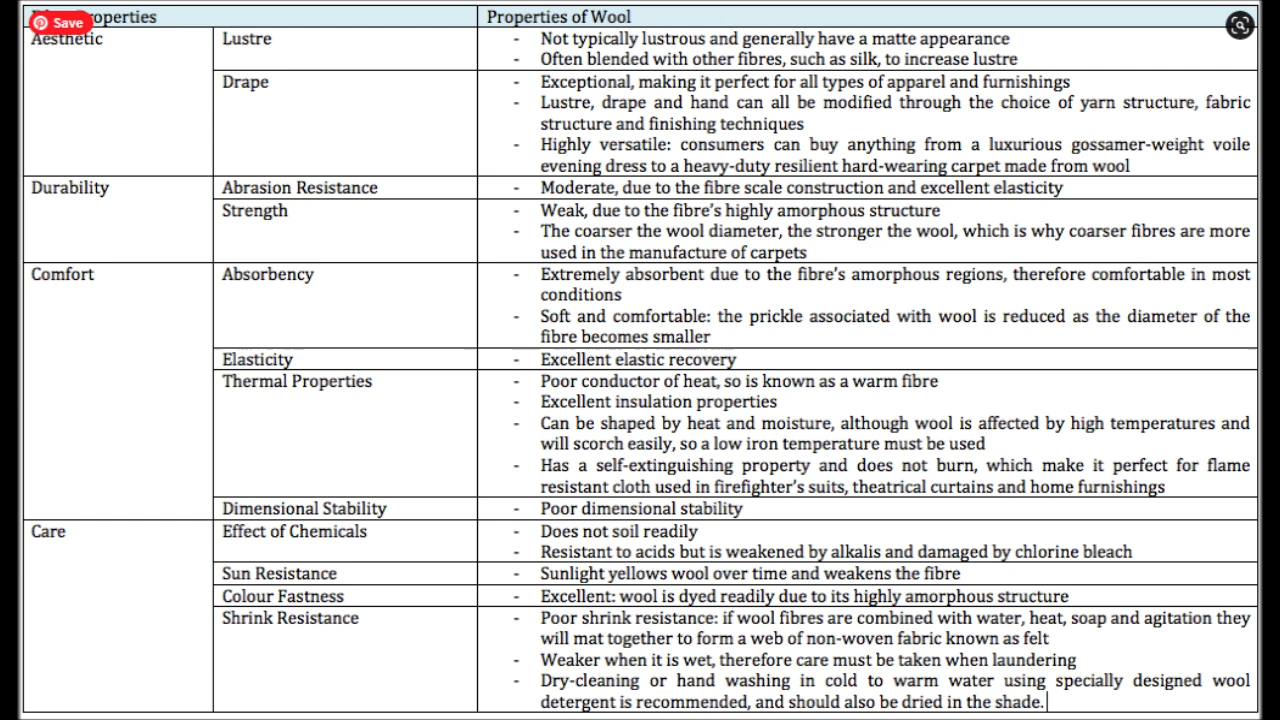 Save
Properties
Properties of Wool
Aesthetic
Lustre
- Not typically lustrous and generally have a matte appearance
- Often blended with other fibres, such as silk, to increase lustre
Drape
- Exceptional, making it perfect for all types of apparel and furnishings
- Lustre, drape and hand can all be modified through the choice of yarn structure, fabric
structure and finishing techniques
- Highly versatile: consumers can buy anything from a luxurious gossamer-weight voile
evening dress to a heavy-duty resilient hard-wearing carpet made from wool
Durability
Abrasion Resistance
- Moderate, due to the fibre scale construction and excellent elasticity
Strength
- Weak, due to the fibre's highly amorphous structure
- The coarser the wool diameter, the stronger the wool, which is why coarser fibres are more
used in the manufacture of carpets
Comfort
Absorbency
- Extremely absorbent due to the fibre's amorphous regions, therefore comfortable in most
conditions
- Soft and comfortable: the prickle associated with wool is reduced as the diameter of the
fibre becomes smaller
Elasticity
- Excellent elastic recovery
Thermal Properties
- Poor conductor of heat, so is known as a warm fibre
- Excellent insulation properties
- Can be shaped by heat and moisture, although wool is affected by high temperatures and
will scorch easily, so a low iron temperature must be used
- Has a self-extinguishing property and does not burn, which make it perfect for flame
resistant cloth used in firefighter's suits, theatrical curtains and home furnishings
Dimensional Stability
- Poor dimensional stability
Care
Effect of Chemicals
- Does not soil readily
- Resistant to acids but is weakened by alkalis and damaged by chlorine bleach
Sun Resistance
- Sunlight yellows wool over time and weakens the fibre
Colour Fastness
- Excellent: wool is dyed readily due to its highly amorphous structure
Shrink Resistance
- Poor shrink resistance: if wool fibres are combined with water, heat, soap and agitation they
will mat together to form a web of non-woven fabric known as felt
- Weaker when it is wet, therefore care must be taken when laundering
- Dry-cleaning or hand washing in cold to warm water using specially designed wool
detergent is recommended, and should also be dried in the shade.